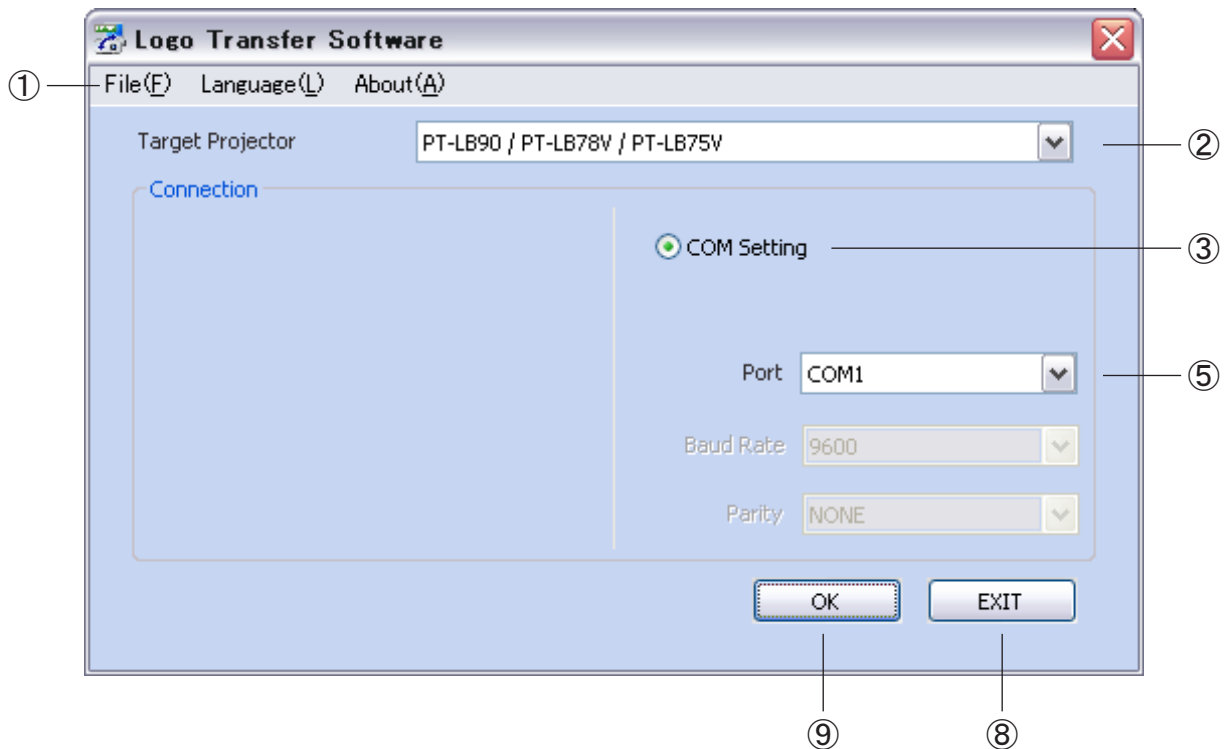 Logo Transfer Software
① File(F) Language(L) About(A)
Target Projector PT-LB90 / PT-LB78V / PT-LB75V ②
Connection
COM Setting ③
Port COM1 ⑤
Baud Rate 9600
Parity NONE
OK EXIT
⑨ ⑧